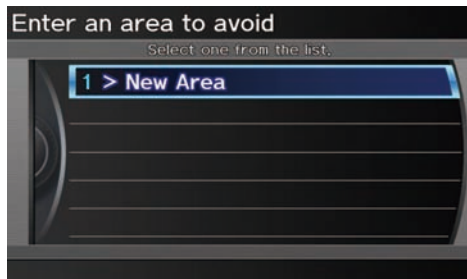 Enter an area to avoid
Select one from the list.
1 > New Area